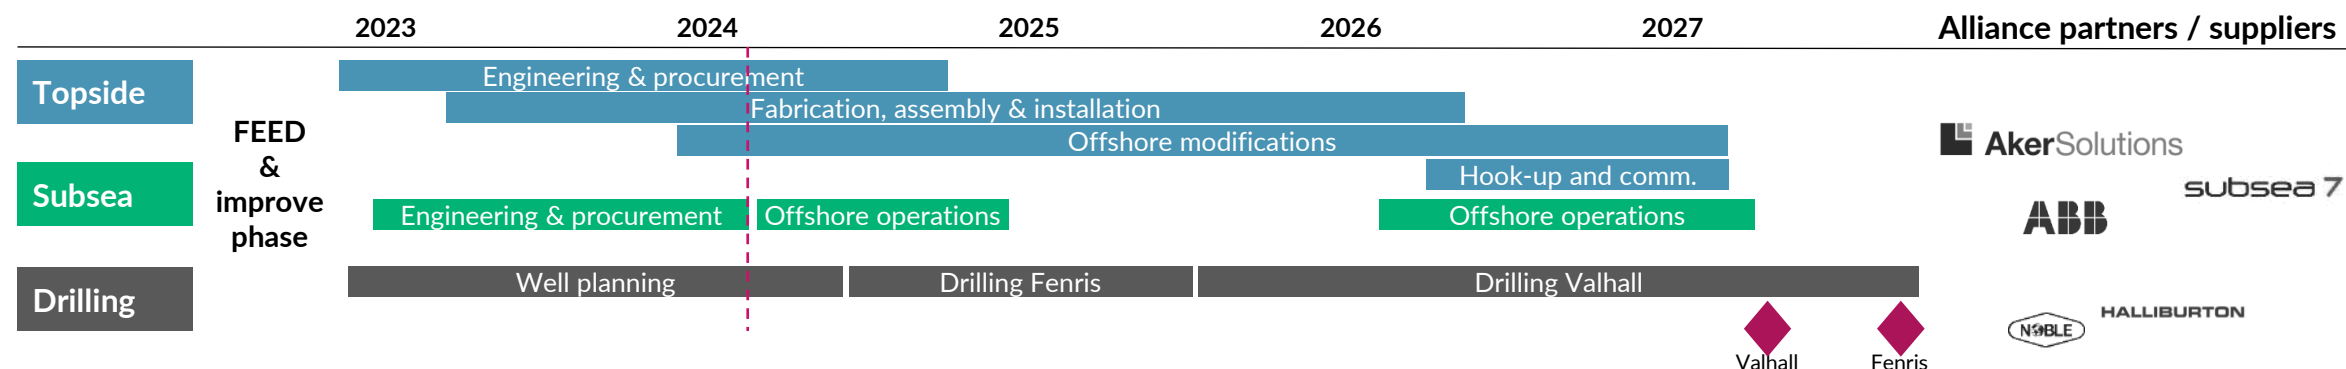 2023 2024 2025 2026 2027 Alliance partners / suppliers
Topside
Engineering & procurement
Fabrication, assembly & installation
Offshore modifications
Hook-up and comm.
FEED
&
improve
phase
Subsea
Engineering & procurement Offshore operations Offshore operations
Drilling
Well planning Drilling Fenris Drilling Valhall
Valhall Fenris
AkerSolutions
subsea 7
ABB
HALLIBURTON
NOBLE